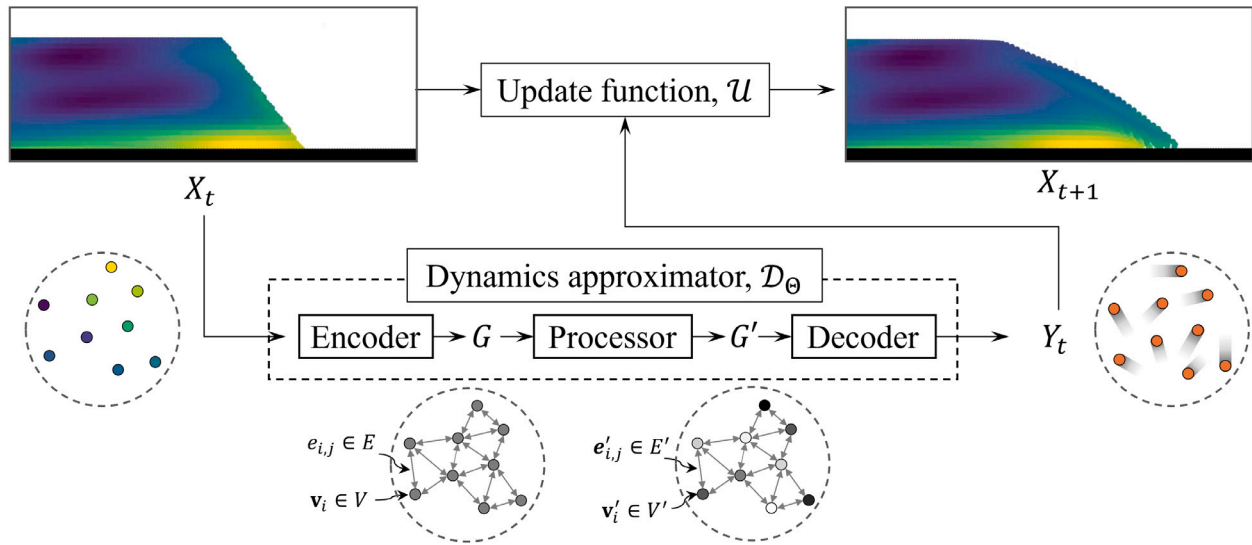 Update function, 𝒰
X_t
X_{t+1}
Dynamics approximator, 𝒟_Θ
Encoder
G
Processor
G′
Decoder
Y_t
e_{i,j} ∈ E
v_i ∈ V
e′_{i,j} ∈ E′
v′_i ∈ V′